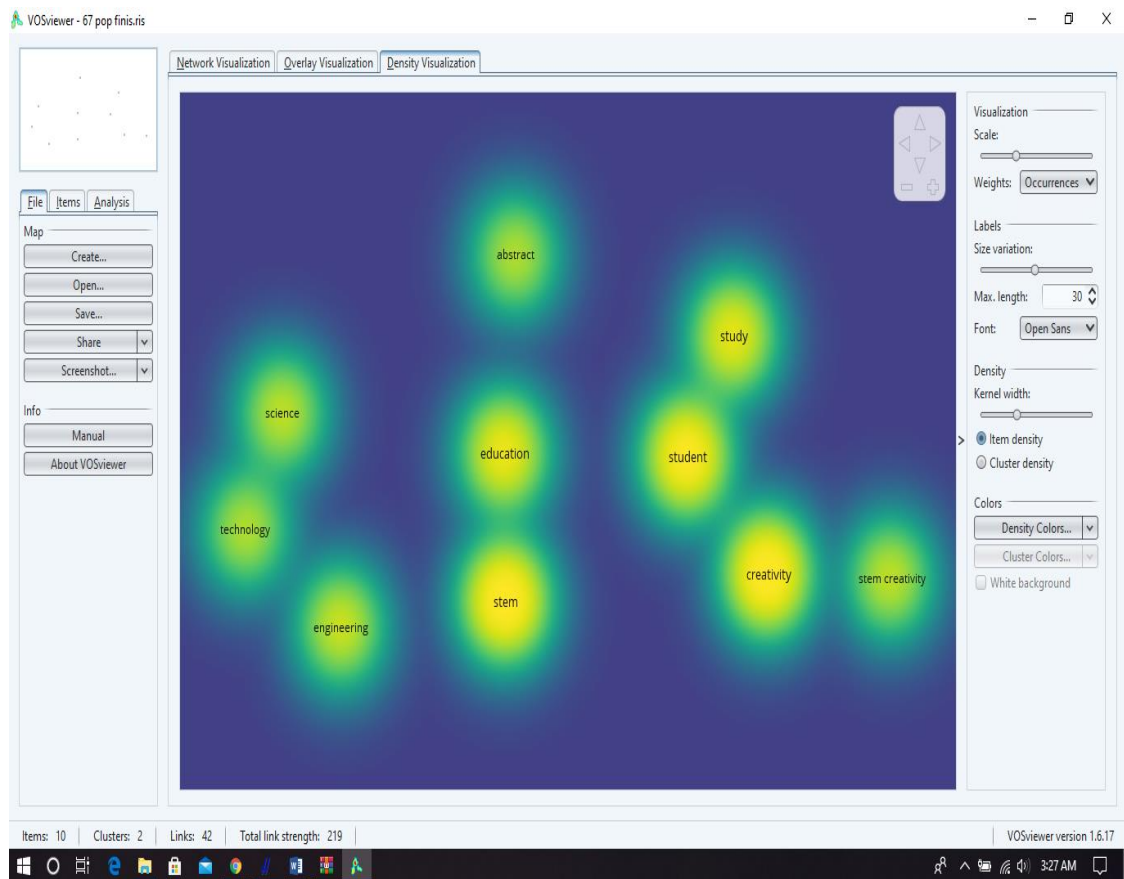 VOSviewer - 67 pop finis.ris
Network Visualization Overlay Visualization Density Visualization
File Items Analysis
Map
Create...
Open...
Save...
Share
Screenshot...
Info
Manual
About VOSviewer
abstract
study
science
education
student
technology
creativity
stem creativity
stem
engineering
Visualization
Scale:
Weights: Occurrences
Labels
Size variation:
Max. length: 30
Font: Open Sans
Density
Kernel width:
Item density
Cluster density
Colors
Density Colors...
Cluster Colors...
White background
Items: 10 Clusters: 2 Links: 42 Total link strength: 219 VOSviewer version 1.6.17
3:27 AM